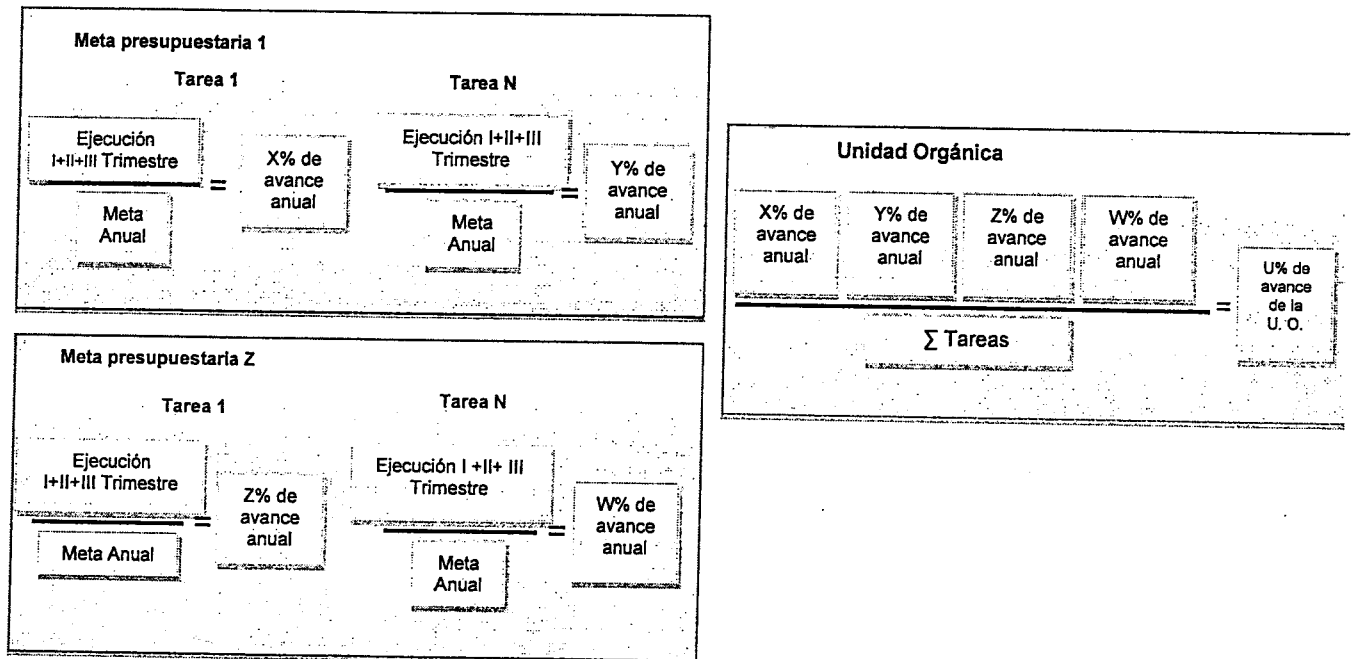 Meta presupuestaria 1
Tarea 1
Ejecución
I+II+III Trimestre
Meta
Anual
=
X% de
avance
anual
Tarea N
Ejecución I+II+III
Trimestre
Meta
Anual
=
Y% de
avance
anual
Meta presupuestaria Z
Tarea 1
Ejecución
I+II+III Trimestre
Meta Anual
=
Z% de
avance
anual
Tarea N
Ejecución I +II+ III
Trimestre
Meta
Anual
=
W% de
avance
anual
Unidad Orgánica
X% de
avance
anual
Y% de
avance
anual
Z% de
avance
anual
W% de
avance
anual
∑ Tareas
=
U% de
avance
de la
U. O.